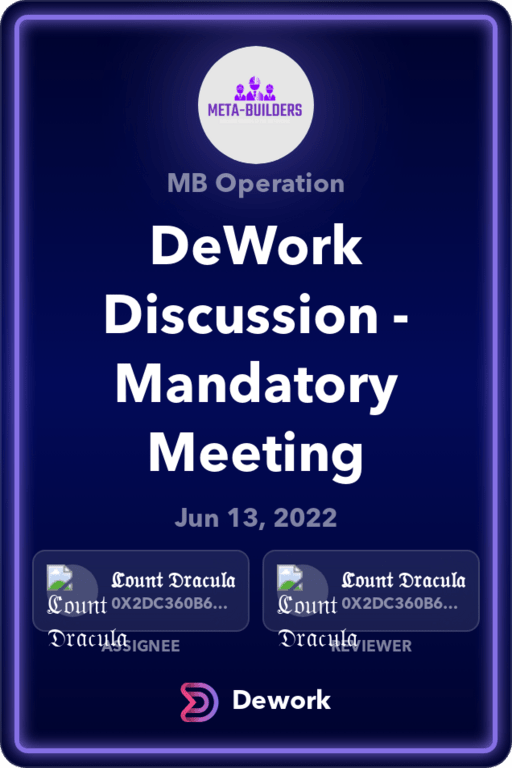 META-BUILDERS
MB Operation
DeWork
Discussion -
Mandatory
Meeting
Jun 13, 2022
𝕮𝖔𝖚𝖓𝖙 𝕯𝖗𝖆𝖈𝖚𝖑𝖆
0X2DC360B6...
𝕮𝖔𝖚𝖓𝖙
𝕯𝖗𝖆𝖈𝖚𝖑𝖆
ASSIGNEE
𝕮𝖔𝖚𝖓𝖙 𝕯𝖗𝖆𝖈𝖚𝖑𝖆
0X2DC360B6...
𝕮𝖔𝖚𝖓𝖙
𝕯𝖗𝖆𝖈𝖚𝖑𝖆
REVIEWER
Dework